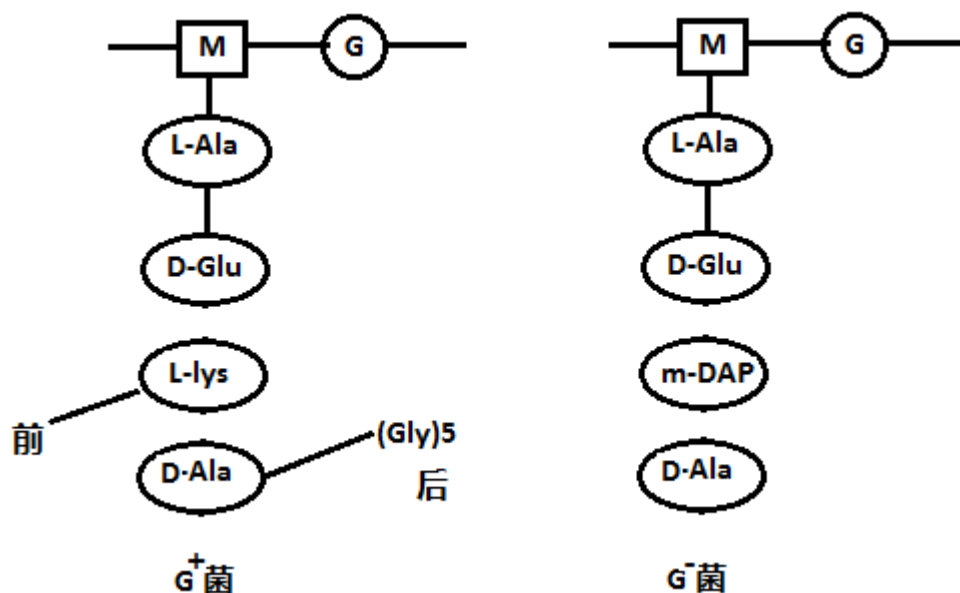 M G M G
L-Ala L-Ala
D-Glu D-Glu
L-lys m-DAP
前 (Gly)5
D-Ala D-Ala
后
G+菌 G-菌